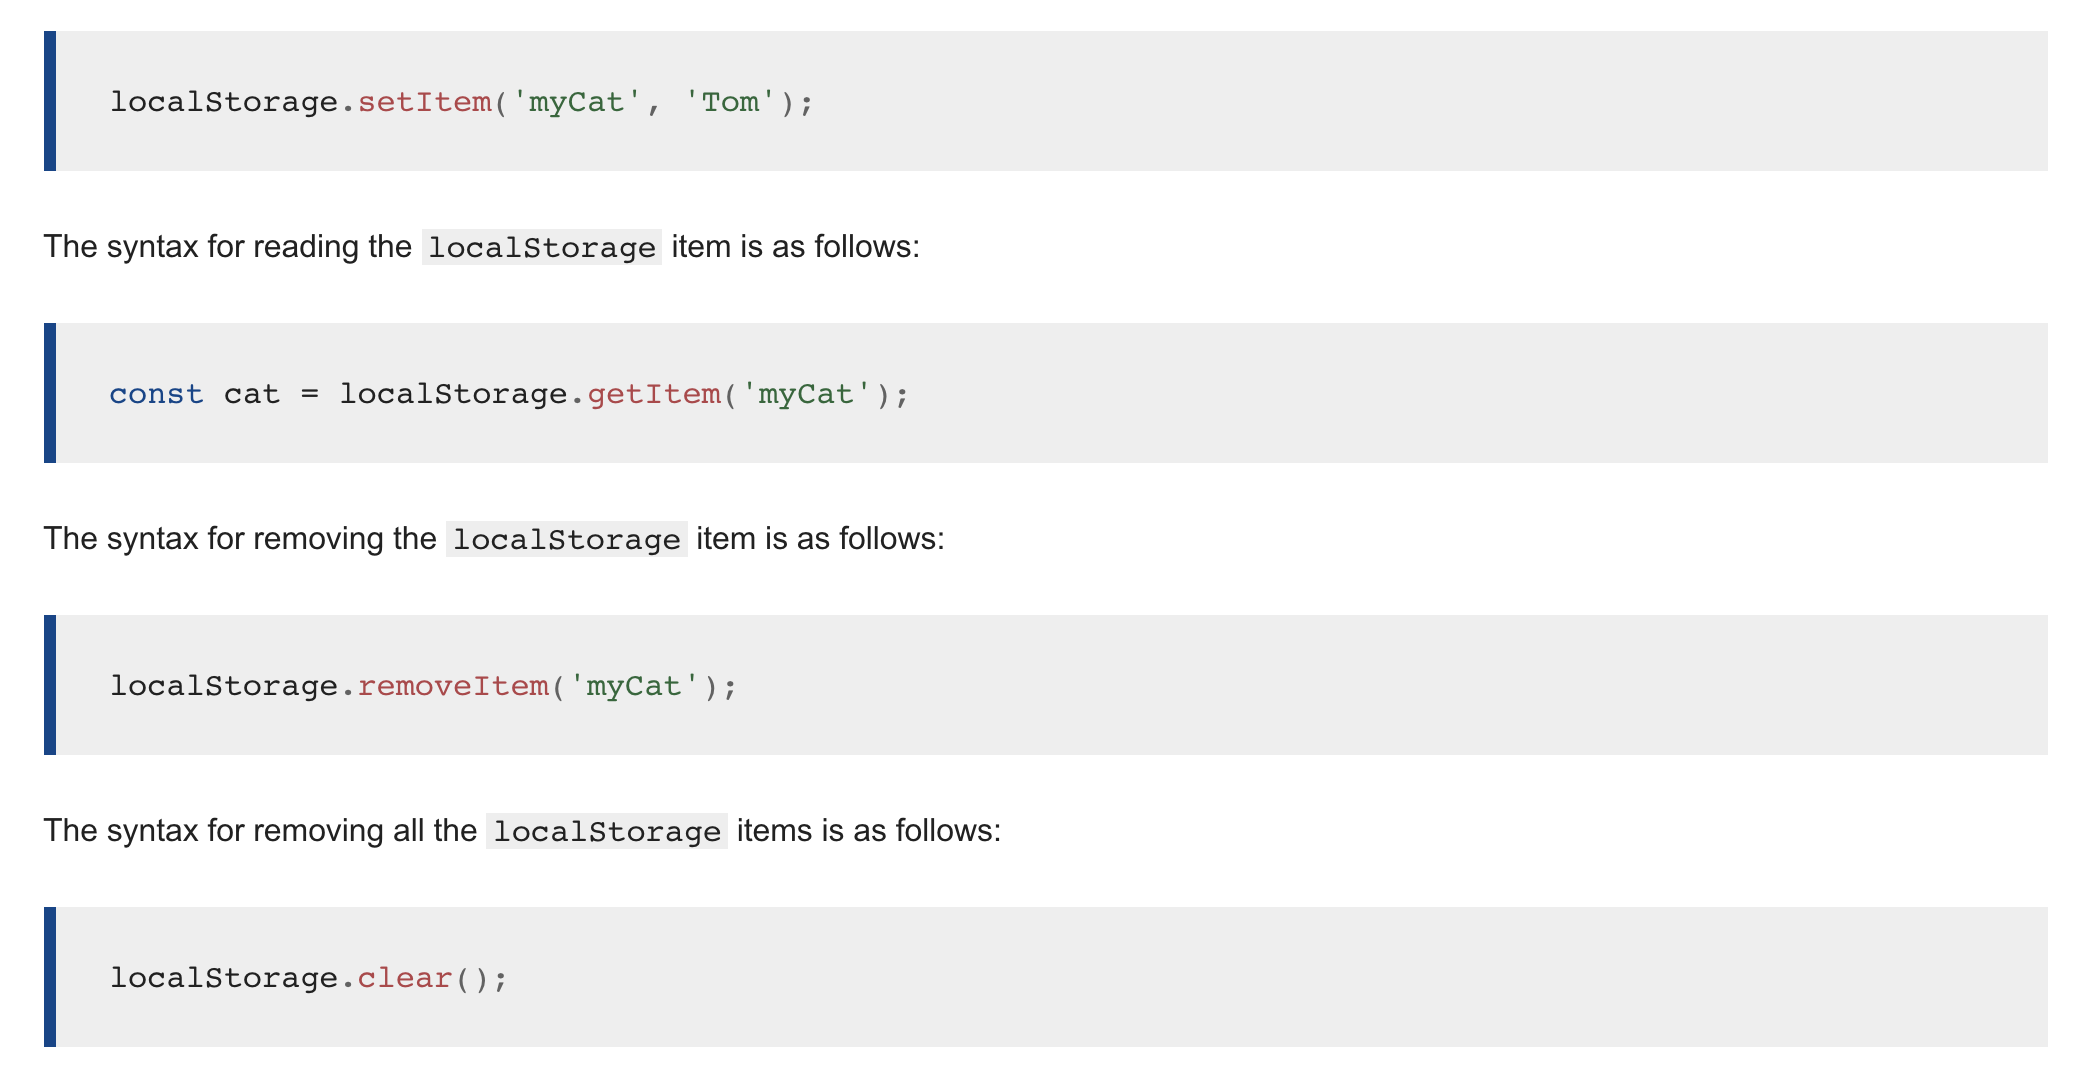 localStorage.setItem('myCat', 'Tom');
The syntax for reading the localStorage item is as follows:
const cat = localStorage.getItem('myCat');
The syntax for removing the localStorage item is as follows:
localStorage.removeItem('myCat');
The syntax for removing all the localStorage items is as follows:
localStorage.clear();